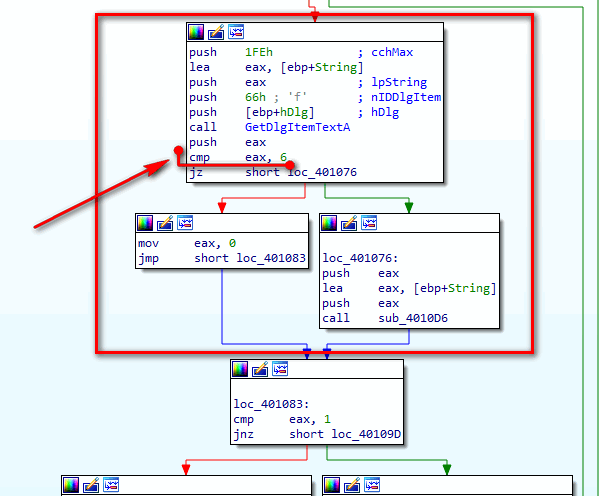 push 1FEh ; cchMax
lea eax, [ebp+String]
push eax ; lpString
push 66h ; 'f' ; nIDDlgItem
push [ebp+hDlg] ; hDlg
call GetDlgItemTextA
push eax
cmp eax, 6
jz short loc_401076
mov eax, 0
jmp short loc_401083
loc_401076:
push eax
lea eax, [ebp+String]
push eax
call sub_4010D6
loc_401083:
cmp eax, 1
jnz short loc_40109D